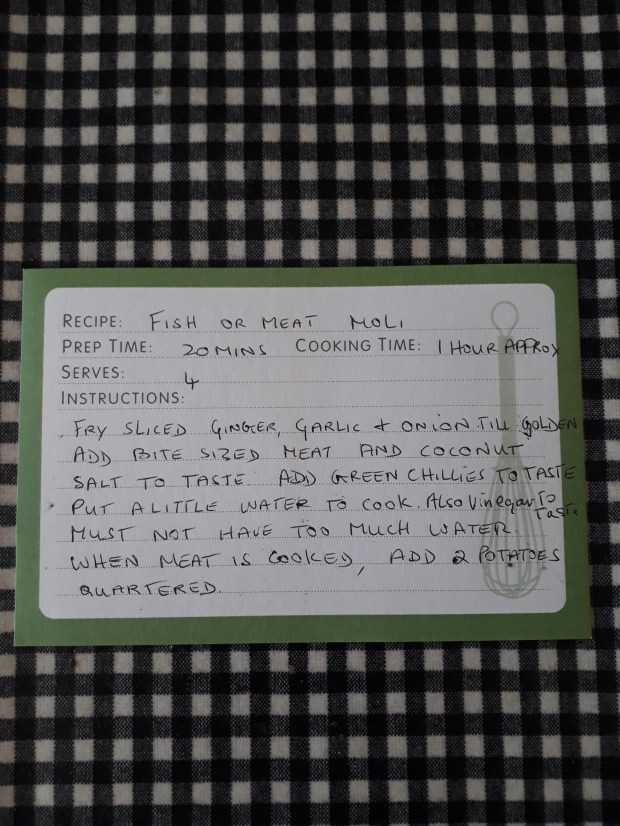 RECIPE: FISH OR MEAT MOLI
PREP TIME: 20 MINS COOKING TIME: 1 HOUR APPROX
SERVES: 4
INSTRUCTIONS:
FRY SLICED GINGER, GARLIC + ONION TILL GOLDEN
ADD BITE SIZED MEAT AND COCONUT
SALT TO TASTE ADD GREEN CHILLIES TO TASTE
PUT A LITTLE WATER TO COOK. Also Vinegar To Taste
MUST NOT HAVE TOO MUCH WATER.
WHEN MEAT IS COOKED, ADD 2 POTATOES
QUARTERED.